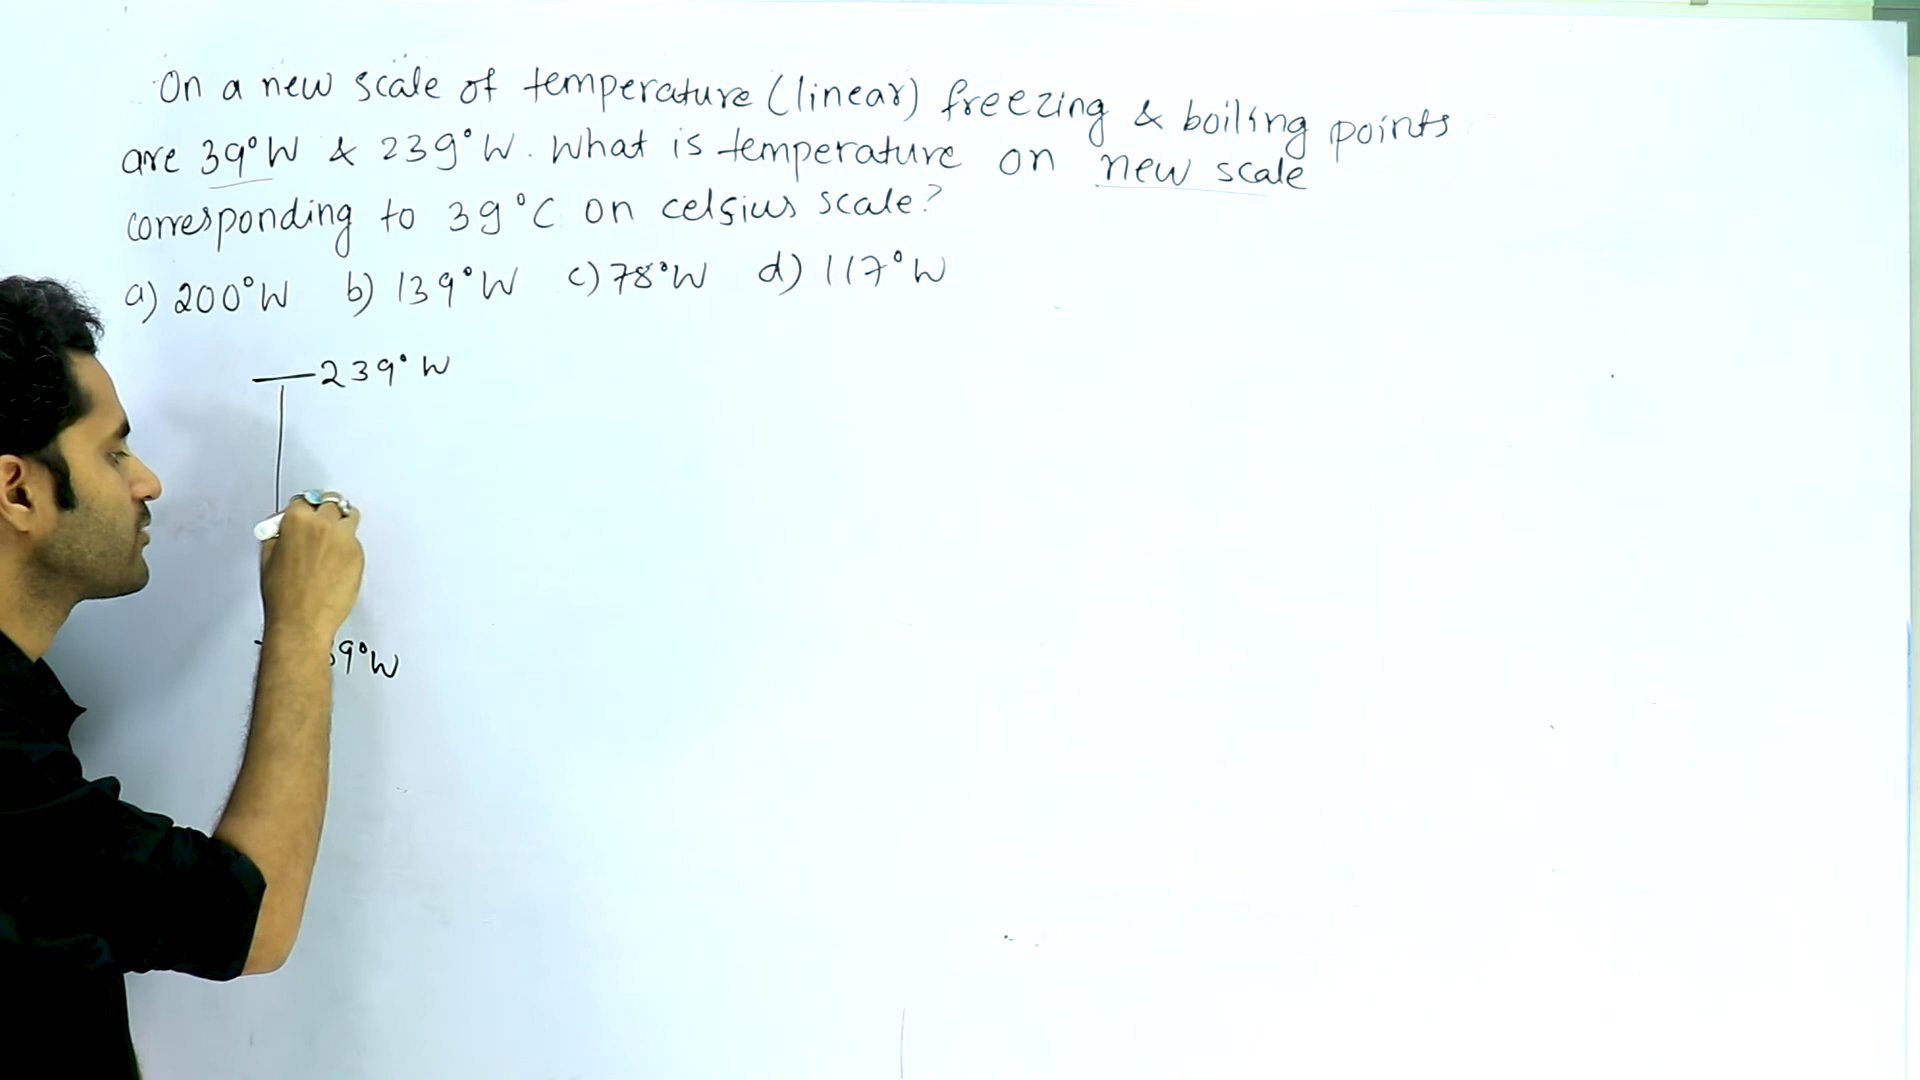 On a new scale of temperature (linear) freezing & boiling points
are 39°W & 239°W. What is temperature on new scale
corresponding to 39°C on celsius scale?
a) 200°W b) 139°W c) 78°W d) 117°W
239°W
9°W